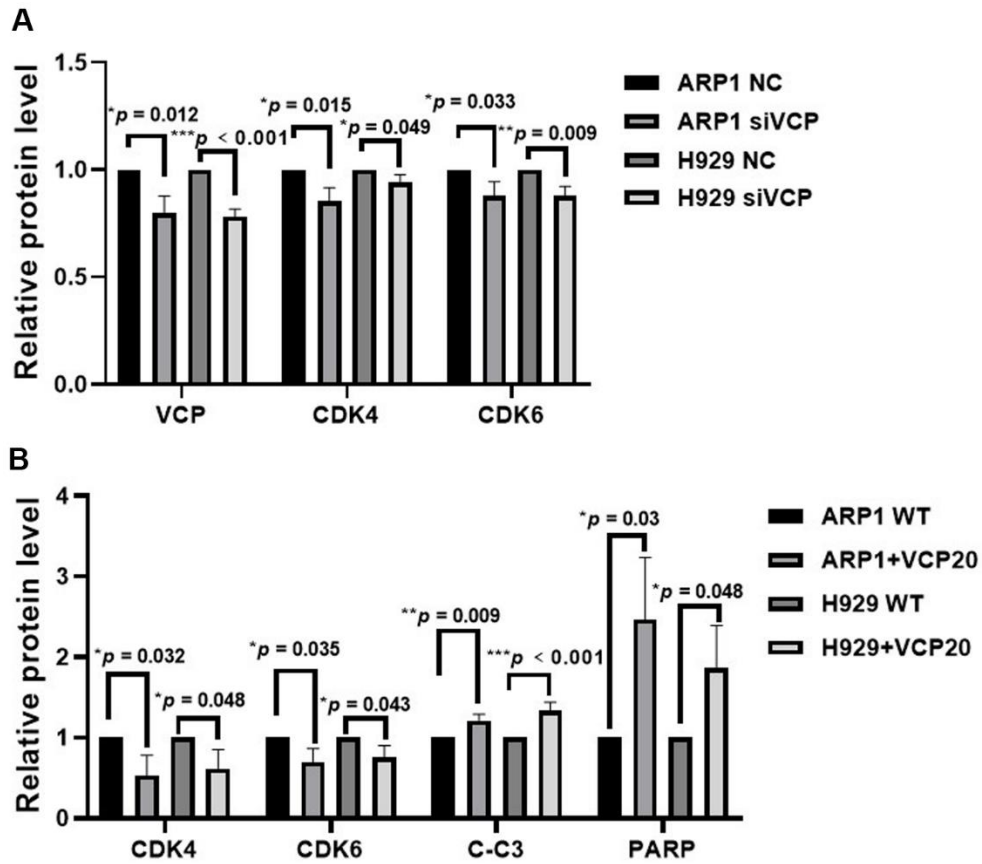 A
Relative protein level
1.5
1.0
0.5
0.0
*p = 0.012
***p < 0.001
*p = 0.015
*p = 0.049
*p = 0.033
**p = 0.009
VCP
CDK4
CDK6
ARP1 NC
ARP1 siVCP
H929 NC
H929 siVCP
B
Relative protein level
4
3
2
1
0
*p = 0.032
*p = 0.048
*p = 0.035
*p = 0.043
**p = 0.009
***p < 0.001
*p = 0.03
*p = 0.048
CDK4
CDK6
C-C3
PARP
ARP1 WT
ARP1+VCP20
H929 WT
H929+VCP20